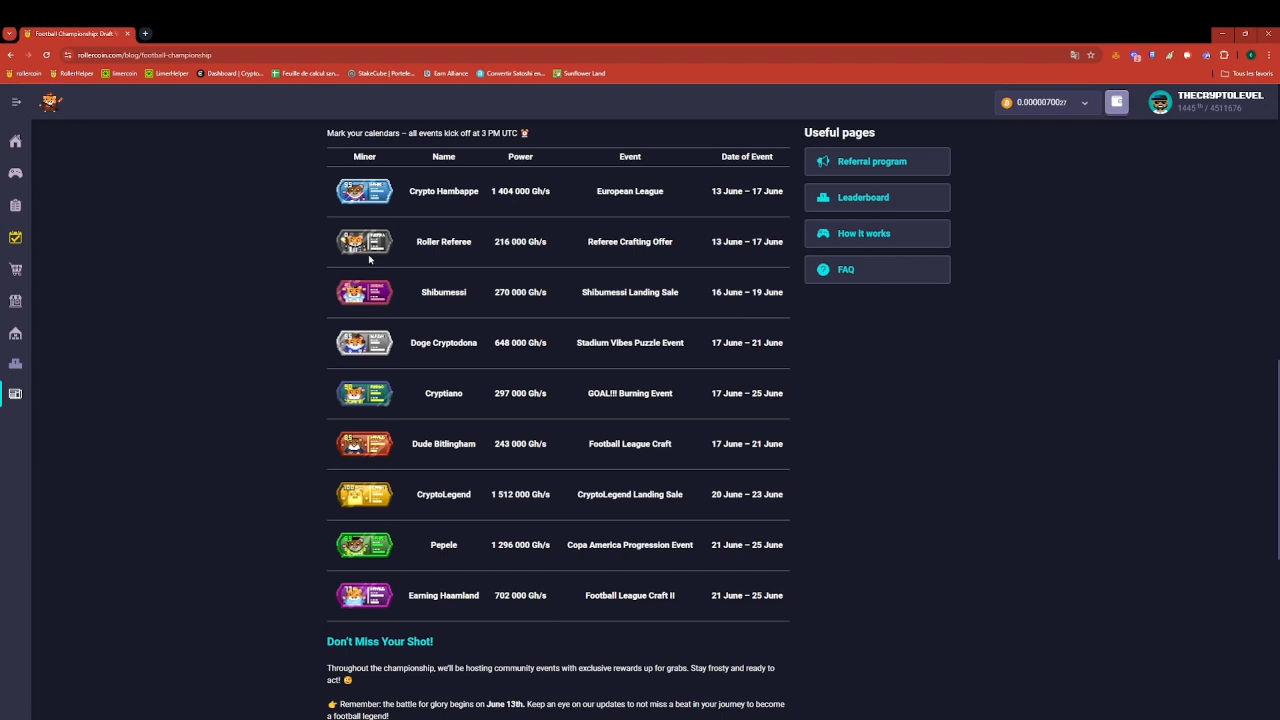 Football Championship: Draft
rollercoin.com/blog/football-championship
rollercoin
RollerHelper
limercoin
LimerHelper
Dashboard | Crypto...
Feuille de calcul san...
StakeCube | Portele...
Earn Alliance
Convertir Satoshi en...
Sunflower Land
Tous les favoris
0.0000070027
THECRYPTOLEVEL
1445 th / 4511676
Mark your calendars – all events kick off at 3 PM UTC
Useful pages
Referral program
Leaderboard
How it works
FAQ
Miner Name Power Event Date of Event
Crypto Hambappe 1 404 000 Gh/s European League 13 June – 17 June
Roller Referee 216 000 Gh/s Referee Crafting Offer 13 June – 17 June
Shibumessi 270 000 Gh/s Shibumessi Landing Sale 16 June – 19 June
Doge Cryptodona 648 000 Gh/s Stadium Vibes Puzzle Event 17 June – 21 June
Cryptiano 297 000 Gh/s GOAL!!! Burning Event 17 June – 25 June
Dude Bitlingham 243 000 Gh/s Football League Craft 17 June – 21 June
CryptoLegend 1 512 000 Gh/s CryptoLegend Landing Sale 20 June – 23 June
Pepele 1 296 000 Gh/s Copa America Progression Event 21 June – 25 June
Earning Haamland 702 000 Gh/s Football League Craft II 21 June – 25 June
Don't Miss Your Shot!
Throughout the championship, we'll be hosting community events with exclusive rewards up for grabs. Stay frosty and ready to
act!
Remember: the battle for glory begins on June 13th. Keep an eye on our updates to not miss a beat in your journey to become
a football legend!